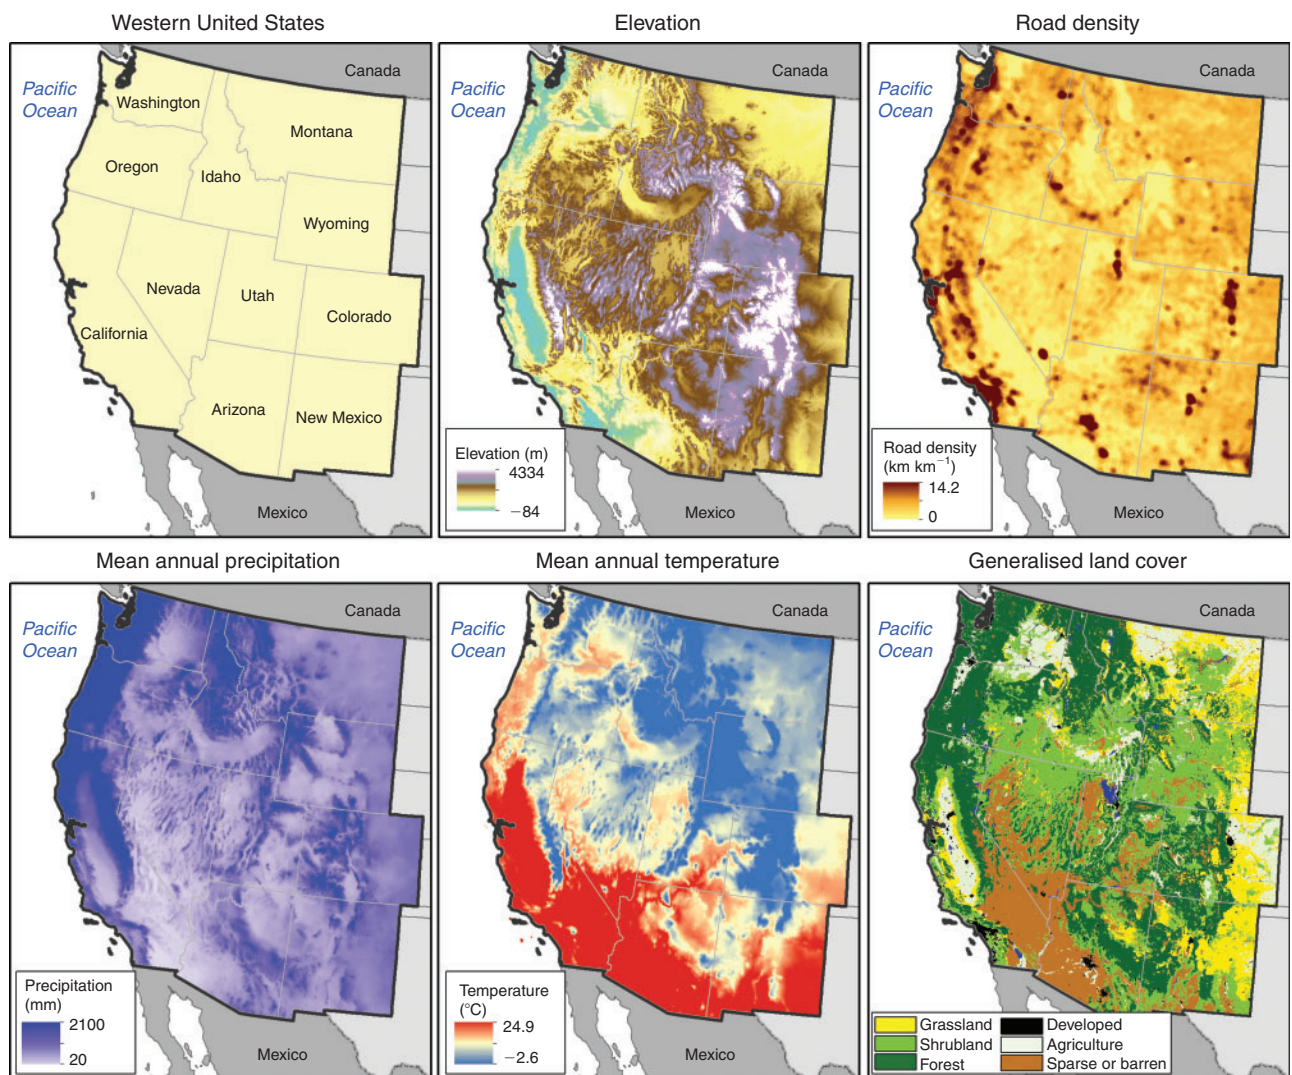 Western United States
Elevation
Road density
Canada
Pacific
Ocean
Washington
Montana
Oregon
Idaho
Wyoming
Nevada
Utah
Colorado
California
Arizona
New Mexico
Mexico
Canada
Pacific
Ocean
Elevation (m)
4334
−84
Mexico
Canada
Pacific
Ocean
Road density
(km km⁻¹)
14.2
0
Mexico
Mean annual precipitation
Mean annual temperature
Generalised land cover
Canada
Pacific
Ocean
Precipitation
(mm)
2100
20
Mexico
Canada
Pacific
Ocean
Temperature
(°C)
24.9
−2.6
Mexico
Canada
Pacific
Ocean
Mexico
Grassland
Developed
Shrubland
Agriculture
Forest
Sparse or barren